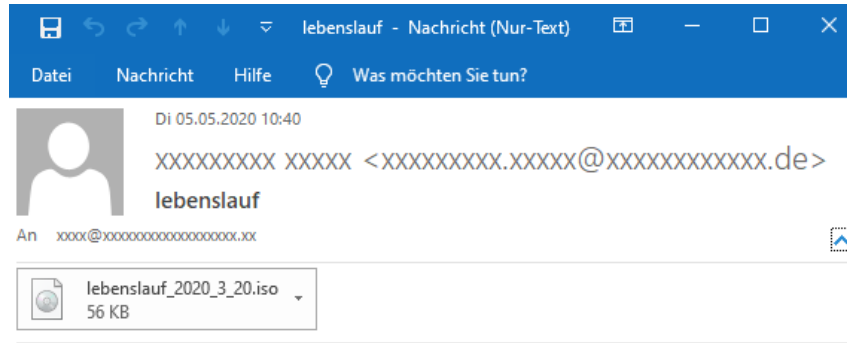 lebenslauf - Nachricht (Nur-Text)
Datei Nachricht Hilfe Was möchten Sie tun?
Di 05.05.2020 10:40
xxxxxxxxx xxxxx <xxxxxxxxx.xxxxx@xxxxxxxxxxxx.de>
lebenslauf
An xxxx@xxxxxxxxxxxxxxxxxx.xx
lebenslauf_2020_3_20.iso
56 KB